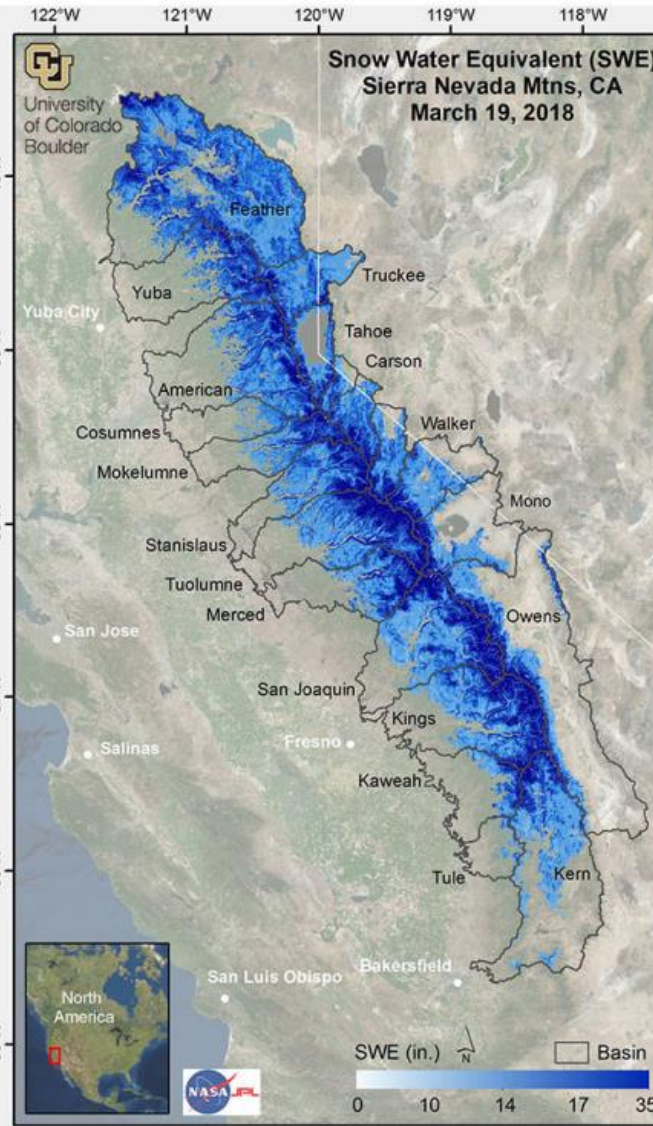 122°W 121°W 120°W 119°W 118°W
Snow Water Equivalent (SWE)
Sierra Nevada Mtns, CA
March 19, 2018
CU
University
of Colorado
Boulder
Feather
Truckee
Yuba
Yuba City
Tahoe
Carson
American
Walker
Cosumnes
Mokelumne
Mono
Stanislaus
Tuolumne
Merced
Owens
San Jose
San Joaquin
Kings
Fresno
Salinas
Kaweah
Tule
Kern
Bakersfield
San Luis Obispo
North
America
SWE (in.)
N
Basin
NASA JPL
0 10 14 17 35